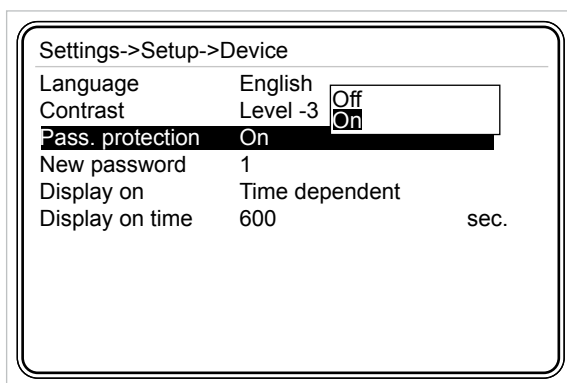 Settings->Setup->Device
Language English
Off
Contrast Level -3
On
Pass. protection On
New password 1
Display on Time dependent
Display on time 600 sec.